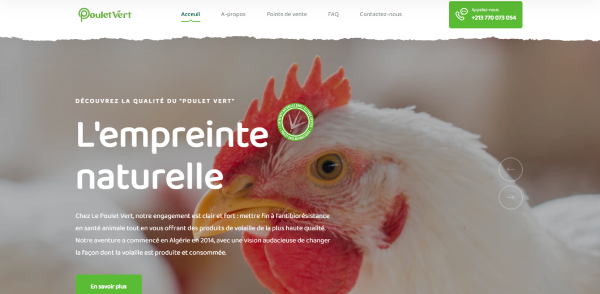 PouletVert
Acceuil
A-propos
Points de vente
FAQ
Contactez-nous
Appelez-nous
+213 770 073 054
DÉCOUVREZ LA QUALITÉ DU "POULET VERT"
L'empreinte
naturelle
Chez Le Poulet Vert, notre engagement est clair et fort : mettre fin à l'antibiorésistance
en santé animale tout en vous offrant des produits de volaille de la plus haute qualité.
Notre aventure a commencé en Algérie en 2014, avec une vision audacieuse de changer
la façon dont la volaille est produite et consommée.
En savoir plus